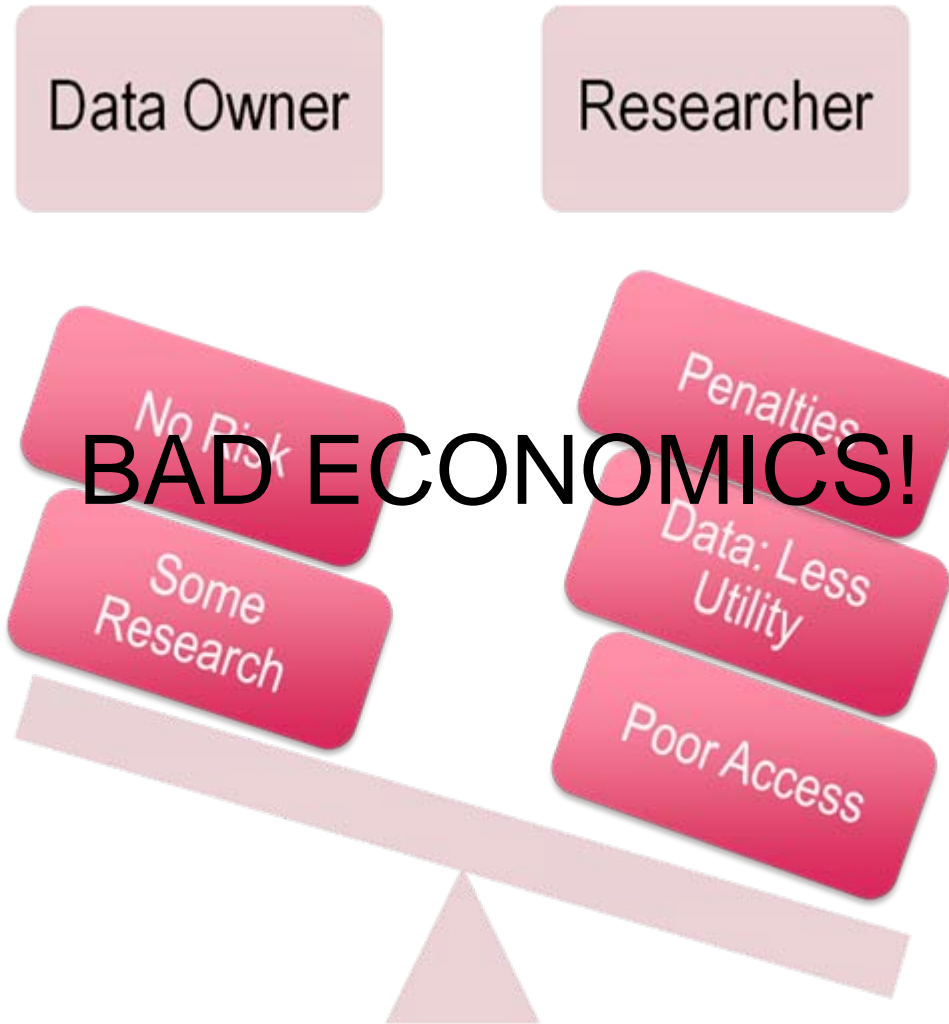 Data Owner
Researcher
No Risk
Some
Research
Penalties
Data: Less
Utility
Poor Access
BAD ECONOMICS!